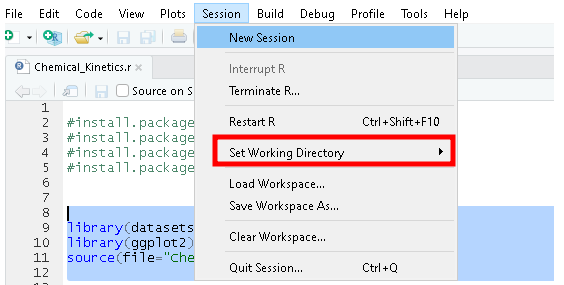 File Edit Code View Plots Session Build Debug Profile Tools Help
New Session
Chemical_Kinetics.r
Interrupt R
Source on S
Terminate R...
1
2 #install.package
3 #install.package
4 #install.package
5 #install.package
6
7
8
9 library(datasets
10 library(ggplot2)
11 source(file="Che
12
Restart R Ctrl+Shift+F10
Set Working Directory
Load Workspace...
Save Workspace As...
Clear Workspace...
Quit Session... Ctrl+Q